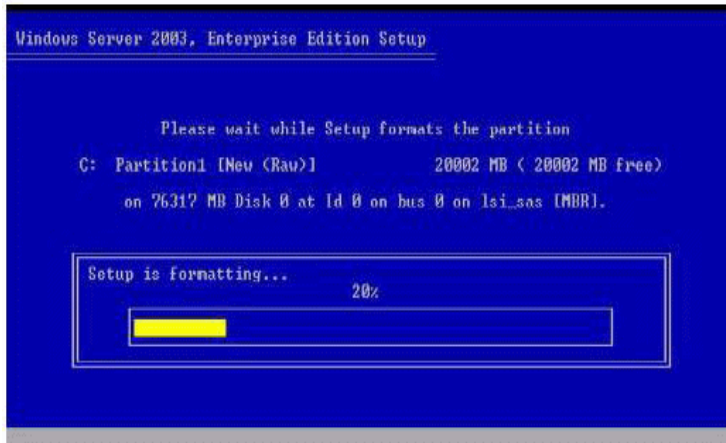 Windows Server 2003, Enterprise Edition Setup
Please wait while Setup formats the partition
C: Partition1 [New (Raw)] 20002 MB ( 20002 MB free)
on 76317 MB Disk 0 at Id 0 on bus 0 on lsi_sas [MBR].
Setup is formatting...
20%